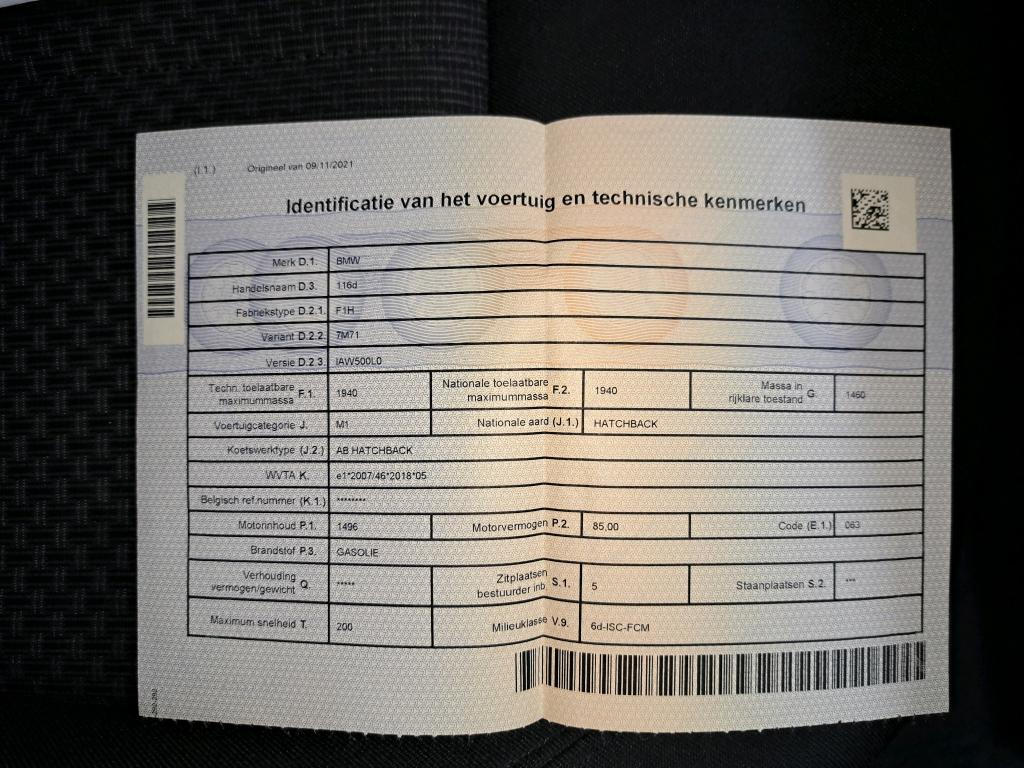 (I.1.) Origineel van 09/11/2021
Identificatie van het voertuig en technische kenmerken
Merk D.1. BMW
Handelsnaam D.3. 116d
Fabriekstype D.2.1. F1H
Variant D.2.2. 7M71
Versie D.2.3. IAW500L0
Techn. toelaatbare maximummassa F.1. 1940 Nationale toelaatbare maximummassa F.2. 1940 Massa in rijklare toestand G. 1460
Voertuigcategorie J. M1 Nationale aard (J.1.) HATCHBACK
Koetswerktype (J.2.) AB HATCHBACK
WVTA K. e1*2007/46*2018*05
Belgisch ref.nummer (K.1.) ********
Motorinhoud P.1. 1496 Motorvermogen P.2. 85,00 Code (E.1.) 063
Brandstof P.3. GASOLIE
Verhouding vermogen/gewicht Q. ***** Zitplaatsen bestuurder inb. S.1. 5 Staanplaatsen S.2. ***
Maximum snelheid T. 200 Milieuklasse V.9. 6d-ISC-FCM